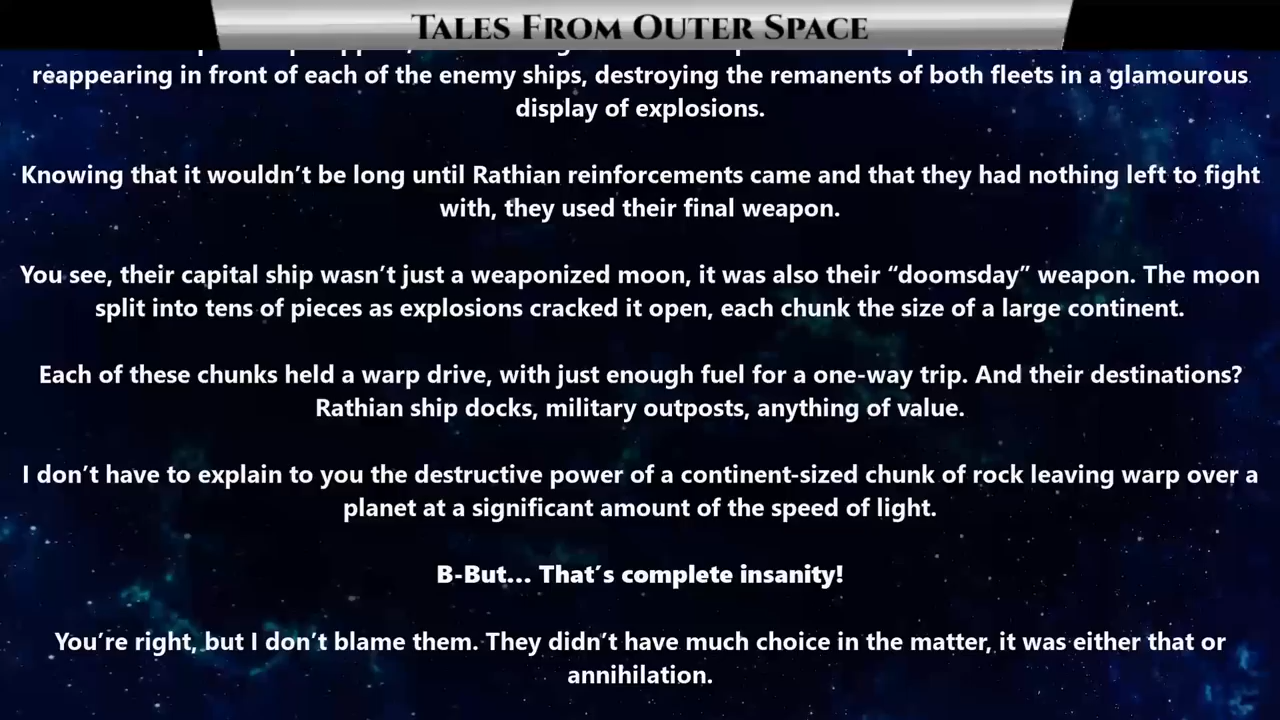 Tales From Outer Space
reappearing in front of each of the enemy ships, destroying the remanents of both fleets in a glamourous
display of explosions.
Knowing that it wouldn’t be long until Rathian reinforcements came and that they had nothing left to fight
with, they used their final weapon.
You see, their capital ship wasn’t just a weaponized moon, it was also their “doomsday” weapon. The moon
split into tens of pieces as explosions cracked it open, each chunk the size of a large continent.
Each of these chunks held a warp drive, with just enough fuel for a one-way trip. And their destinations?
Rathian ship docks, military outposts, anything of value.
I don’t have to explain to you the destructive power of a continent-sized chunk of rock leaving warp over a
planet at a significant amount of the speed of light.
B-But... That’s complete insanity!
You’re right, but I don’t blame them. They didn’t have much choice in the matter, it was either that or
annihilation.